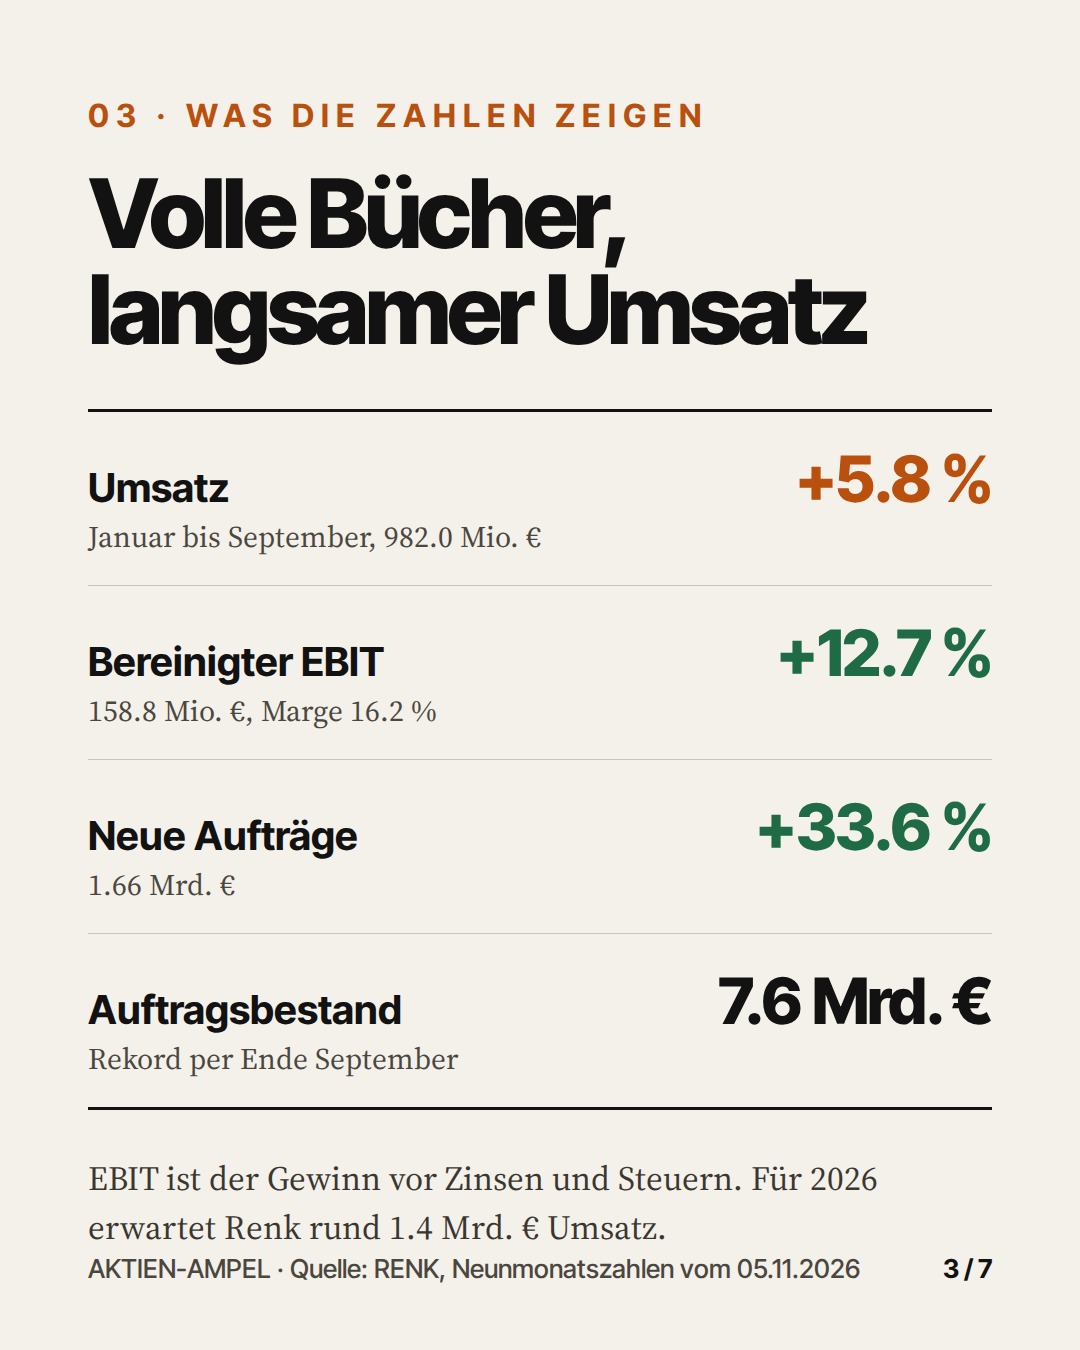 03 · WAS DIE ZAHLEN ZEIGEN
Volle Bücher,
langsamer Umsatz
Umsatz
+5.8 %
Januar bis September, 982.0 Mio. €
Bereinigter EBIT
+12.7 %
158.8 Mio. €, Marge 16.2 %
Neue Aufträge
+33.6 %
1.66 Mrd. €
Auftragsbestand
7.6 Mrd. €
Rekord per Ende September
EBIT ist der Gewinn vor Zinsen und Steuern. Für 2026
erwartet Renk rund 1.4 Mrd. € Umsatz.
AKTIEN-AMPEL · Quelle: RENK, Neunmonatszahlen vom 05.11.2026
3 / 7